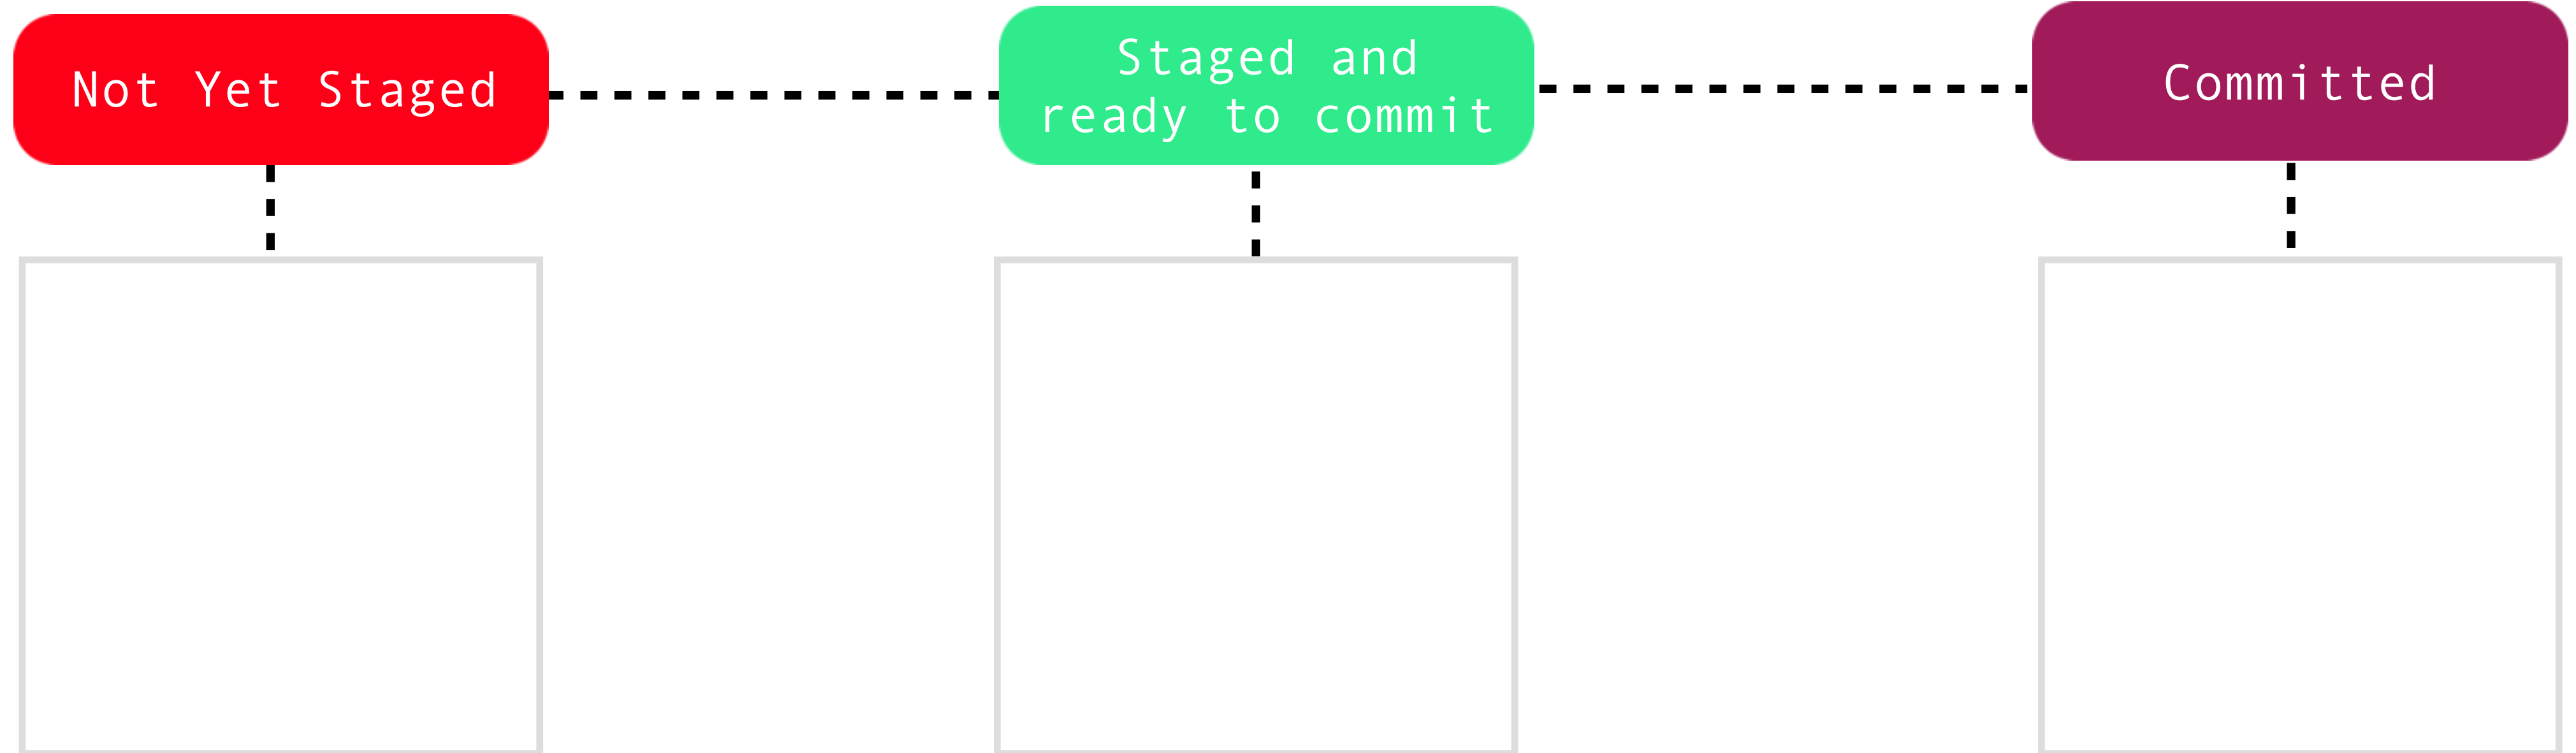 Not Yet Staged
Staged and
ready to commit
Committed